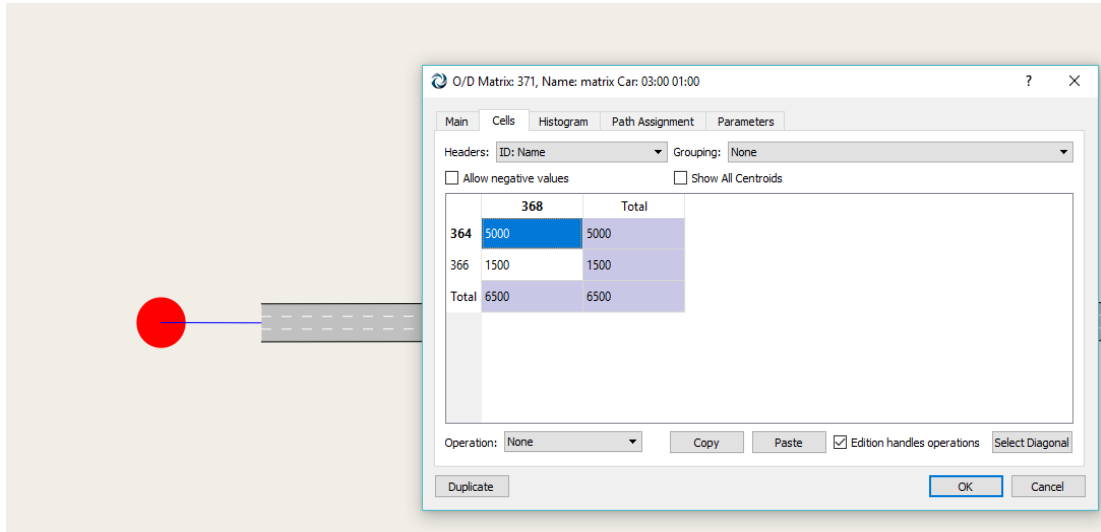 O/D Matrix: 371, Name: matrix Car: 03:00 01:00 ? ×
Main Cells Histogram Path Assignment Parameters
Headers: ID: Name Grouping: None
Allow negative values Show All Centroids
368 Total
364 5000 5000
366 1500 1500
Total 6500 6500
Operation: None Copy Paste Edition handles operations Select Diagonal
Duplicate OK Cancel